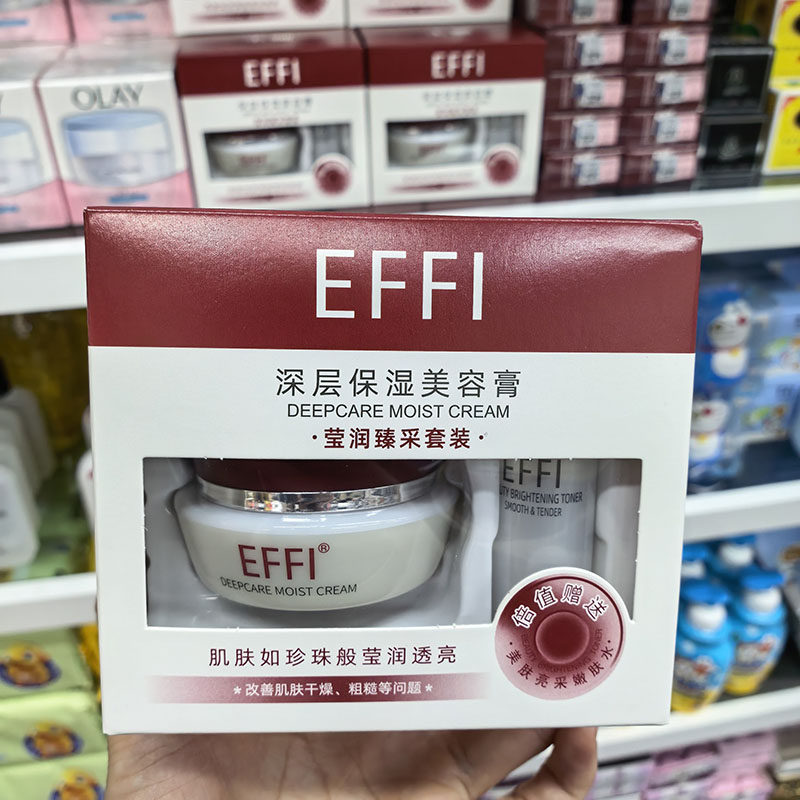 OLAY
EFFI
EFFI
EFFI
深层保湿美容膏
DEEPCARE MOIST CREAM
·莹润臻采套装·
EFFI®
DEEPCARE MOIST CREAM
EFFI
BRIGHTENING TONER
SMOOTH & TENDER
倍值赠送
美肤亮采嫩肤水
肌肤如珍珠般莹润透亮
*改善肌肤干燥、粗糙等问题*